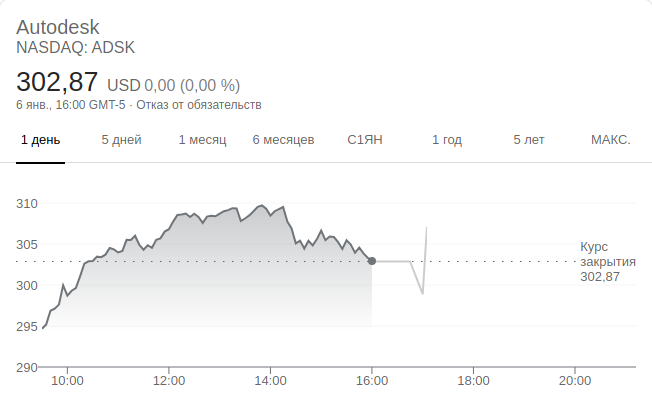 Autodesk
NASDAQ: ADSK
302,87 USD 0,00 (0,00 %)
6 янв., 16:00 GMT-5 · Отказ от обязательств
1 день 5 дней 1 месяц 6 месяцев С1ЯН 1 год 5 лет МАКС.
310
305
300
295
290
Курс
закрытия
302,87
10:00 12:00 14:00 16:00 18:00 20:00